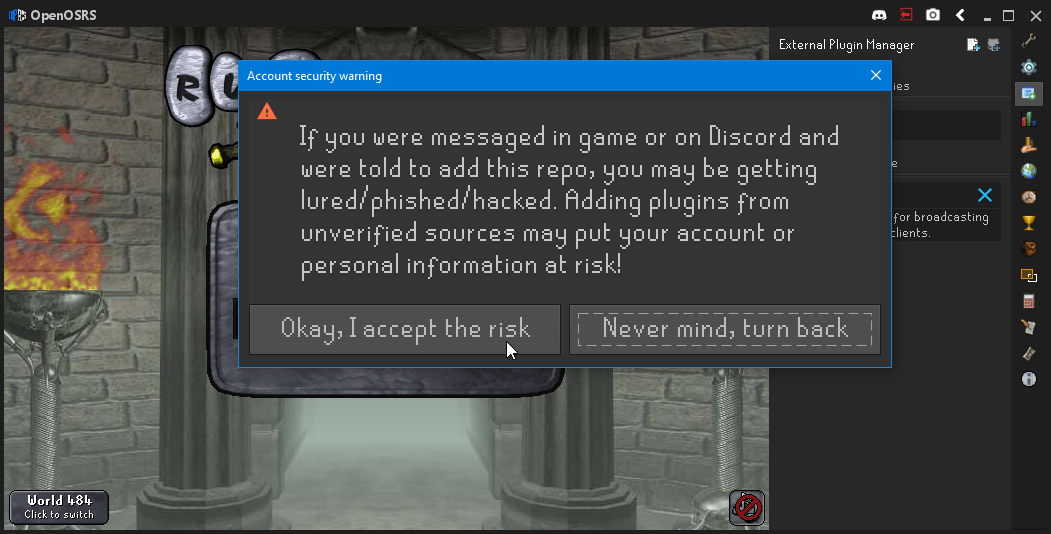 OpenOSRS
External Plugin Manager
Account security warning
ies
If you were messaged in game or on Discord and
were told to add this repo, you may be getting
lured/phished/hacked. Adding plugins from
unverified sources may put your account or
personal information at risk!
e
for broadcasting
clients.
Okay, I accept the risk
Never mind, turn back
World 484
Click to switch